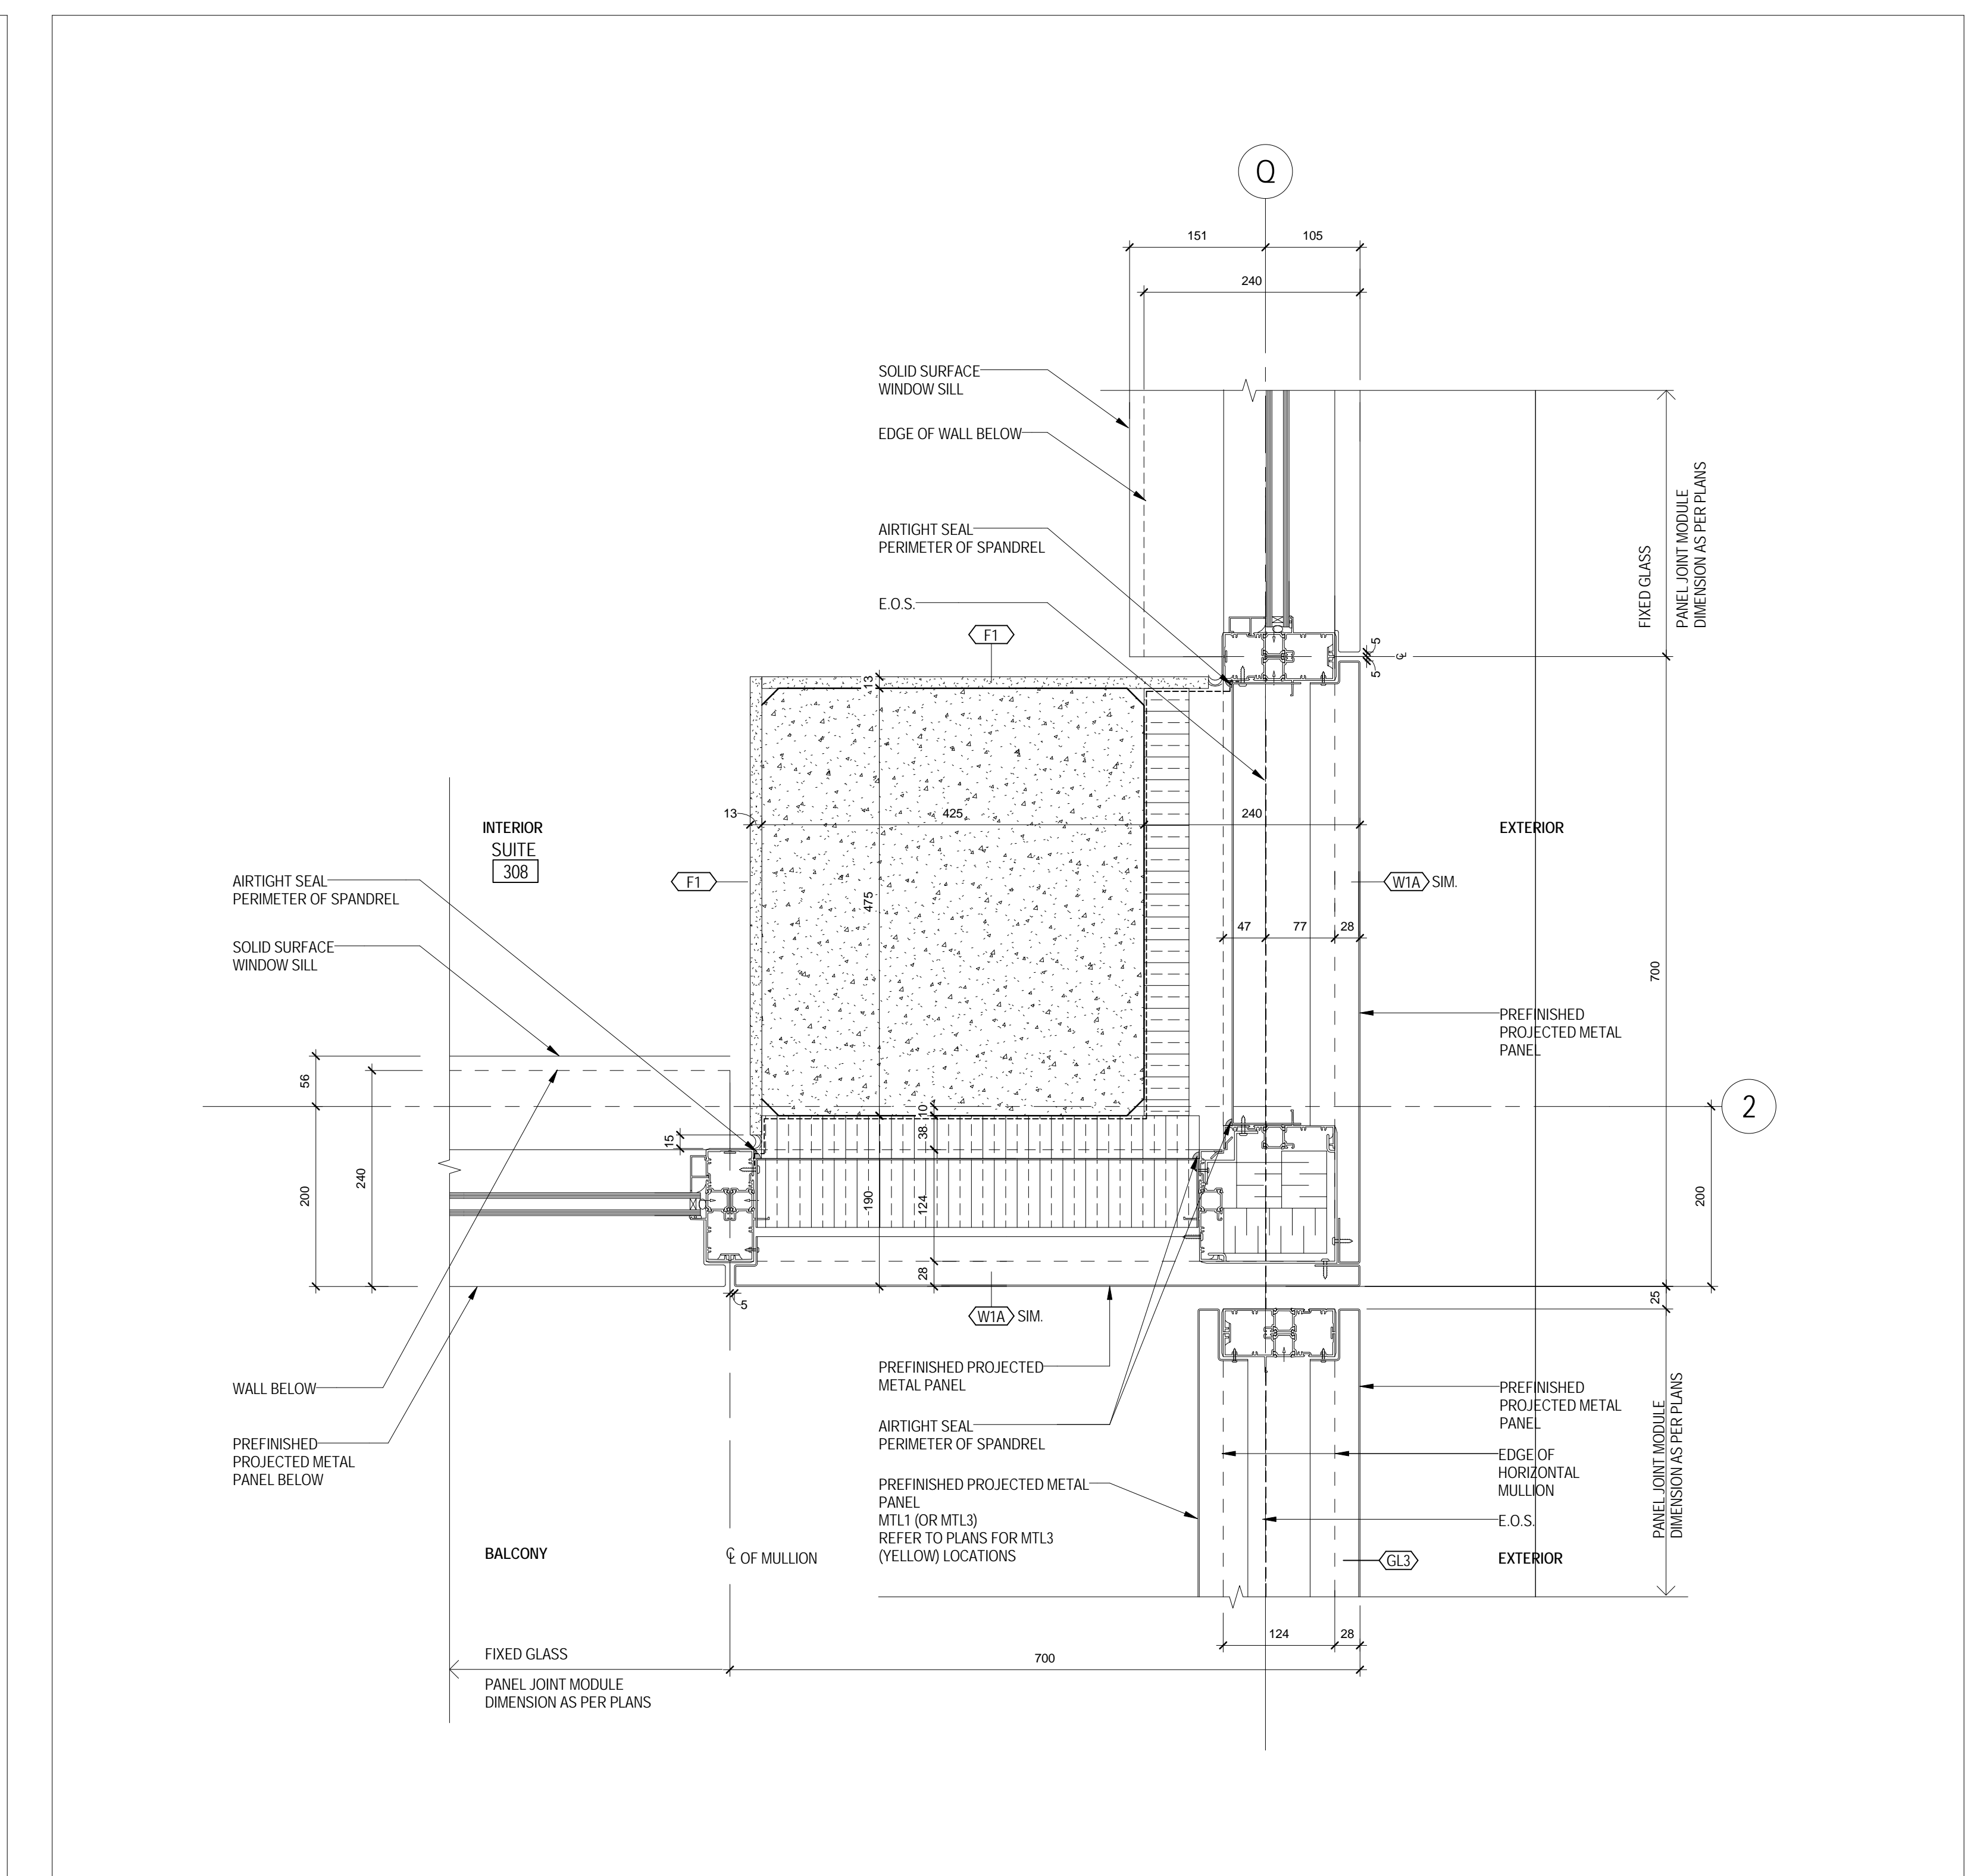 Q
151
105
240
SOLID SURFACE
WINDOW SILL
EDGE OF WALL BELOW
AIRTIGHT SEAL
PERIMETER OF SPANDREL
E.O.S.
F1
FIXED GLASS
PANEL JOINT MODULE
DIMENSION AS PER PLANS
5
5
℄
13
13
425
240
INTERIOR
SUITE
308
EXTERIOR
F1
475
W1A SIM.
47
77
28
700
AIRTIGHT SEAL
PERIMETER OF SPANDREL
SOLID SURFACE
WINDOW SILL
PREFINISHED
PROJECTED METAL
PANEL
56
240
200
15
10
38
190
124
28
2
200
25
5
W1A SIM.
WALL BELOW
PREFINISHED
PROJECTED METAL
PANEL BELOW
PREFINISHED PROJECTED
METAL PANEL
AIRTIGHT SEAL
PERIMETER OF SPANDREL
PREFINISHED PROJECTED METAL
PANEL
MTL1 (OR MTL3)
REFER TO PLANS FOR MTL3
(YELLOW) LOCATIONS
PREFINISHED
PROJECTED METAL
PANEL
EDGE OF
HORIZONTAL
MULLION
E.O.S.
PANEL JOINT MODULE
DIMENSION AS PER PLANS
BALCONY
℄ OF MULLION
GL3
EXTERIOR
124
28
700
FIXED GLASS
PANEL JOINT MODULE
DIMENSION AS PER PLANS